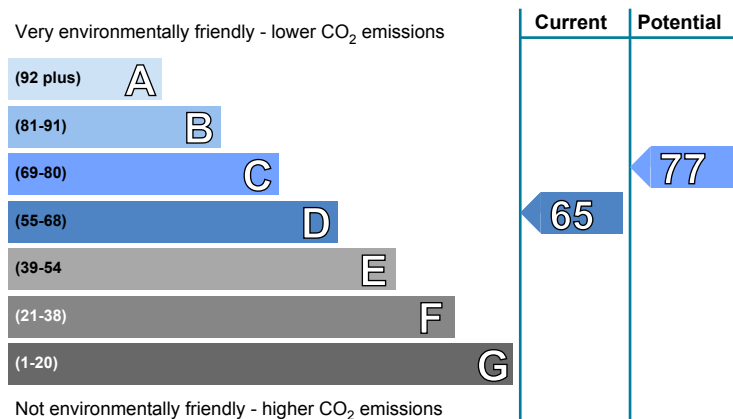 Current Potential
Very environmentally friendly - lower CO₂ emissions
(92 plus) A
(81-91) B
(69-80) C
77
(55-68) D
65
(39-54 E
(21-38) F
(1-20) G
Not environmentally friendly - higher CO₂ emissions